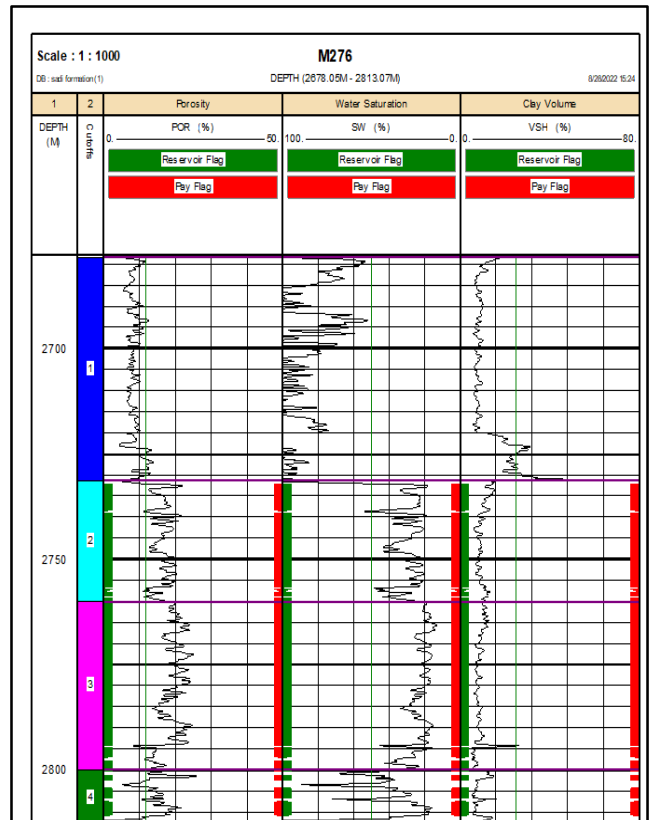 Scale : 1 : 1000
M276
DB : sadi formation (1)
DEPTH (2678.05M - 2813.07M)
8/28/2022 15:24
1 2 Porosity Water Saturation Clay Volume
DEPTH (M)
Cutoffs
POR (%)
0. 50.
SW (%)
100. 0.
VSH (%)
0. 80.
Reservoir Flag Reservoir Flag Reservoir Flag
Pay Flag Pay Flag Pay Flag
2700
1
2
2750
3
2800
4